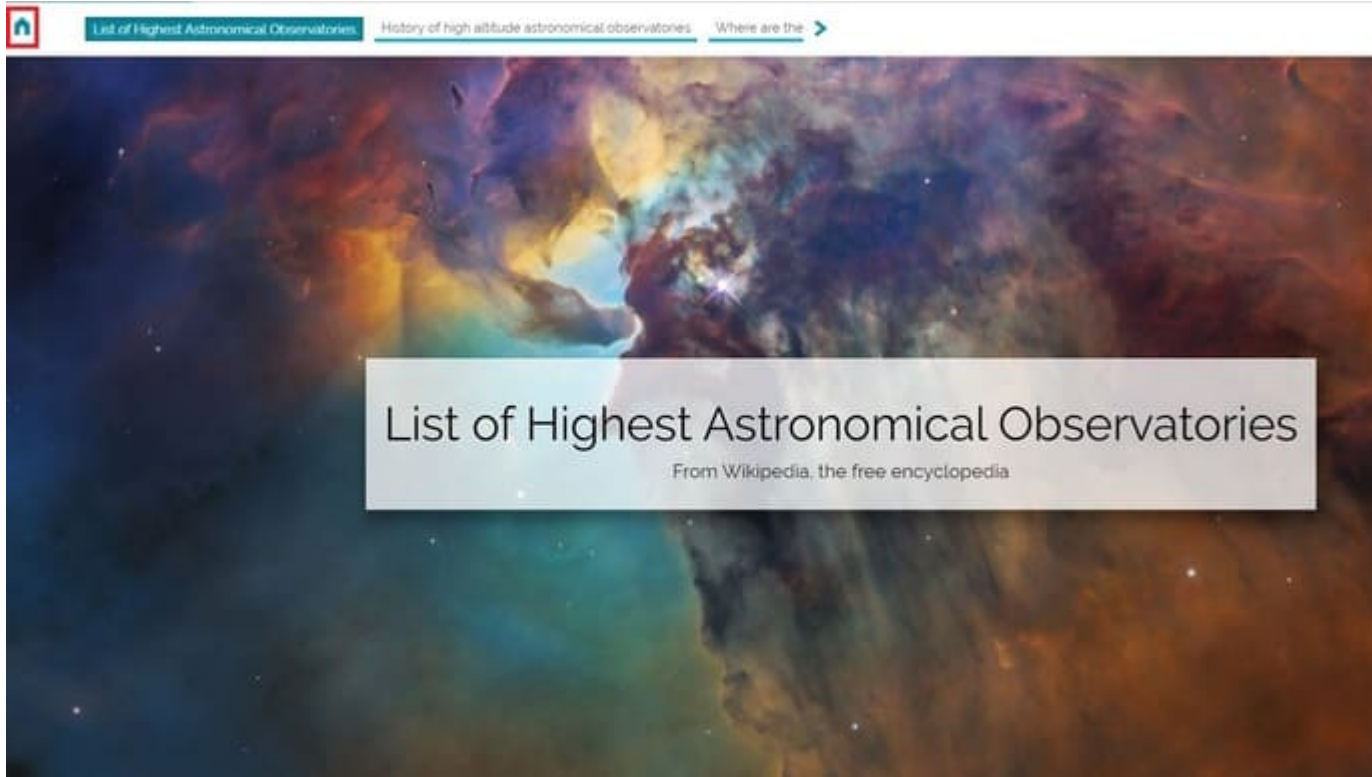 List of Highest Astronomical Observatories
History of high altitude astronomical observatories
Where are the
List of Highest Astronomical Observatories
From Wikipedia, the free encyclopedia